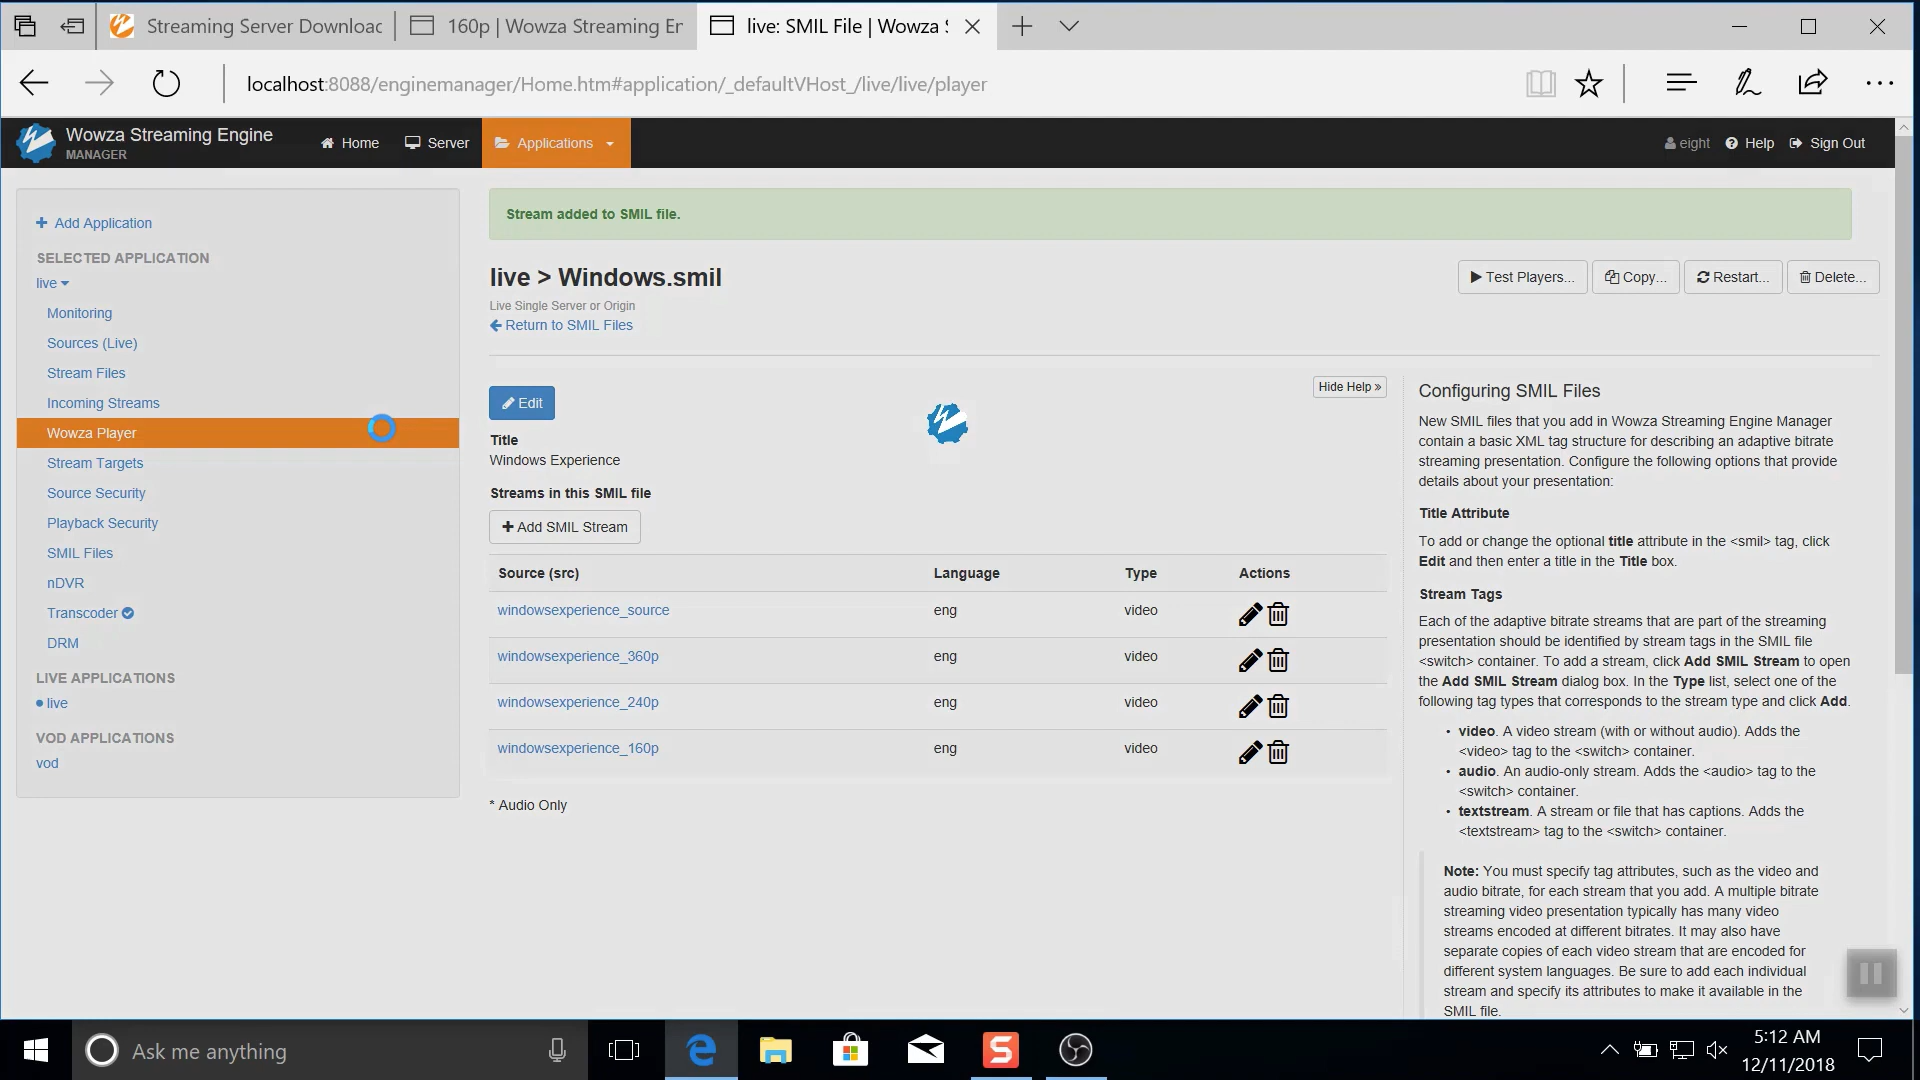 Streaming Server Downloac
160p | Wowza Streaming Er
live: SMIL File | Wowza S
localhost:8088/enginemanager/Home.htm#application/_defaultVHost_/live/live/player
Wowza Streaming Engine
MANAGER
Home
Server
Applications
eight
Help
Sign Out
Add Application
SELECTED APPLICATION
live
Monitoring
Sources (Live)
Stream Files
Incoming Streams
Wowza Player
Stream Targets
Source Security
Playback Security
SMIL Files
nDVR
Transcoder
DRM
LIVE APPLICATIONS
live
VOD APPLICATIONS
vod
Stream added to SMIL file.
live > Windows.smil
Live Single Server or Origin
Return to SMIL Files
Test Players...
Copy...
Restart...
Delete...
Edit
Hide Help »
Title
Windows Experience
Streams in this SMIL file
Add SMIL Stream
Source (src) Language Type Actions
windowsexperience_source eng video
windowsexperience_360p eng video
windowsexperience_240p eng video
windowsexperience_160p eng video
* Audio Only
Configuring SMIL Files
New SMIL files that you add in Wowza Streaming Engine Manager
contain a basic XML tag structure for describing an adaptive bitrate
streaming presentation. Configure the following options that provide
details about your presentation:
Title Attribute
To add or change the optional title attribute in the <smil> tag, click
Edit and then enter a title in the Title box.
Stream Tags
Each of the adaptive bitrate streams that are part of the streaming
presentation should be identified by stream tags in the SMIL file
<switch> container. To add a stream, click Add SMIL Stream to open
the Add SMIL Stream dialog box. In the Type list, select one of the
following tag types that corresponds to the stream type and click Add.
• video. A video stream (with or without audio). Adds the
<video> tag to the <switch> container.
• audio. An audio-only stream. Adds the <audio> tag to the
<switch> container.
• textstream. A stream or file that has captions. Adds the
<textstream> tag to the <switch> container.
Note: You must specify tag attributes, such as the video and
audio bitrate, for each stream that you add. A multiple bitrate
streaming video presentation typically has many video
streams encoded at different bitrates. It may also have
separate copies of each video stream that are encoded for
different system languages. Be sure to add each individual
stream and specify its attributes to make it available in the
SMIL file.
Ask me anything
S
5:12 AM
12/11/2018